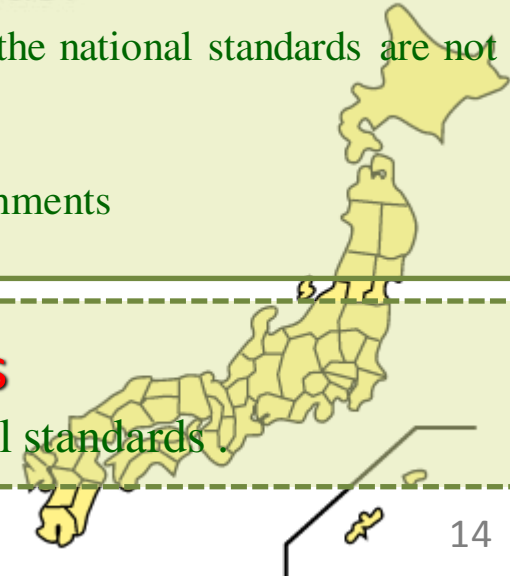 the national standards are not
nments
s
l standards .
14